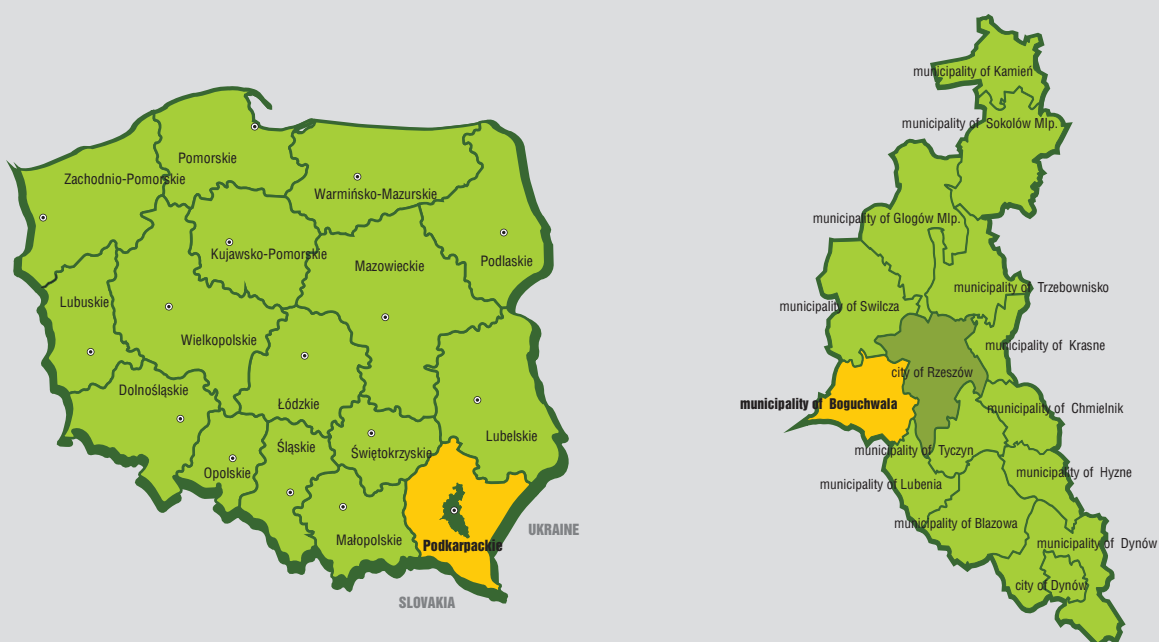 Pomorskie
Zachodnio-Pomorskie
Warmińsko-Mazurskie
Kujawsko-Pomorskie
Mazowieckie
Podlaskie
Lubuskie
Wielkopolskie
Dolnośląskie
Łódzkie
Lubelskie
Śląskie
Świętokrzyskie
Opolskie
Małopolskie
Podkarpackie
UKRAINE
SLOVAKIA
municipality of Kamień
municipality of Sokolów Mlp.
municipality of Glogów Mlp.
municipality of Trzebownisko
municipality of Swilcza
municipality of Krasne
city of Rzeszów
municipality of Boguchwala
municipality of Chmielnik
municipality of Tyczyn
municipality of Hyzne
municipality of Lubenia
municipality of Blazowa
municipality of Dynów
city of Dynów